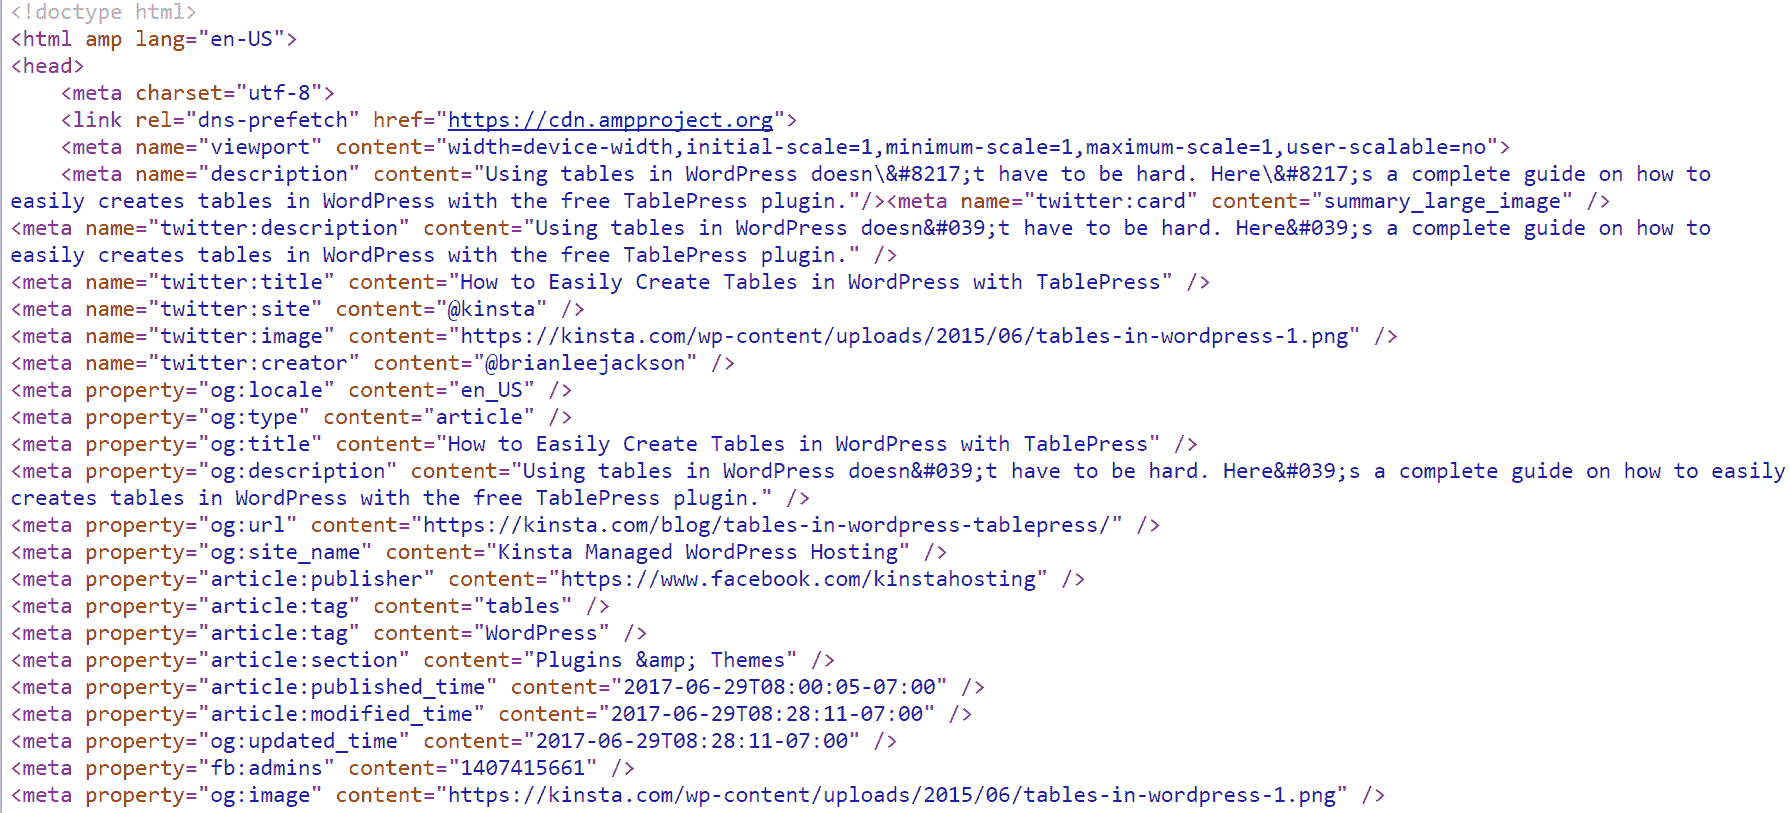 <!doctype html>
<html amp lang="en-US">
<head>
    <meta charset="utf-8">
    <link rel="dns-prefetch" href="https://cdn.ampproject.org">
    <meta name="viewport" content="width=device-width,initial-scale=1,minimum-scale=1,maximum-scale=1,user-scalable=no">
    <meta name="description" content="Using tables in WordPress doesn\&#8217;t have to be hard. Here\&#8217;s a complete guide on how to
easily creates tables in WordPress with the free TablePress plugin."/><meta name="twitter:card" content="summary_large_image" />
<meta name="twitter:description" content="Using tables in WordPress doesn&#039;t have to be hard. Here&#039;s a complete guide on how to
easily creates tables in WordPress with the free TablePress plugin." />
<meta name="twitter:title" content="How to Easily Create Tables in WordPress with TablePress" />
<meta name="twitter:site" content="@kinsta" />
<meta name="twitter:image" content="https://kinsta.com/wp-content/uploads/2015/06/tables-in-wordpress-1.png" />
<meta name="twitter:creator" content="@brianleejackson" />
<meta property="og:locale" content="en_US" />
<meta property="og:type" content="article" />
<meta property="og:title" content="How to Easily Create Tables in WordPress with TablePress" />
<meta property="og:description" content="Using tables in WordPress doesn&#039;t have to be hard. Here&#039;s a complete guide on how to easily
creates tables in WordPress with the free TablePress plugin." />
<meta property="og:url" content="https://kinsta.com/blog/tables-in-wordpress-tablepress/" />
<meta property="og:site_name" content="Kinsta Managed WordPress Hosting" />
<meta property="article:publisher" content="https://www.facebook.com/kinstahosting" />
<meta property="article:tag" content="tables" />
<meta property="article:tag" content="WordPress" />
<meta property="article:section" content="Plugins &amp; Themes" />
<meta property="article:published_time" content="2017-06-29T08:00:05-07:00" />
<meta property="article:modified_time" content="2017-06-29T08:28:11-07:00" />
<meta property="og:updated_time" content="2017-06-29T08:28:11-07:00" />
<meta property="fb:admins" content="1407415661" />
<meta property="og:image" content="https://kinsta.com/wp-content/uploads/2015/06/tables-in-wordpress-1.png" />